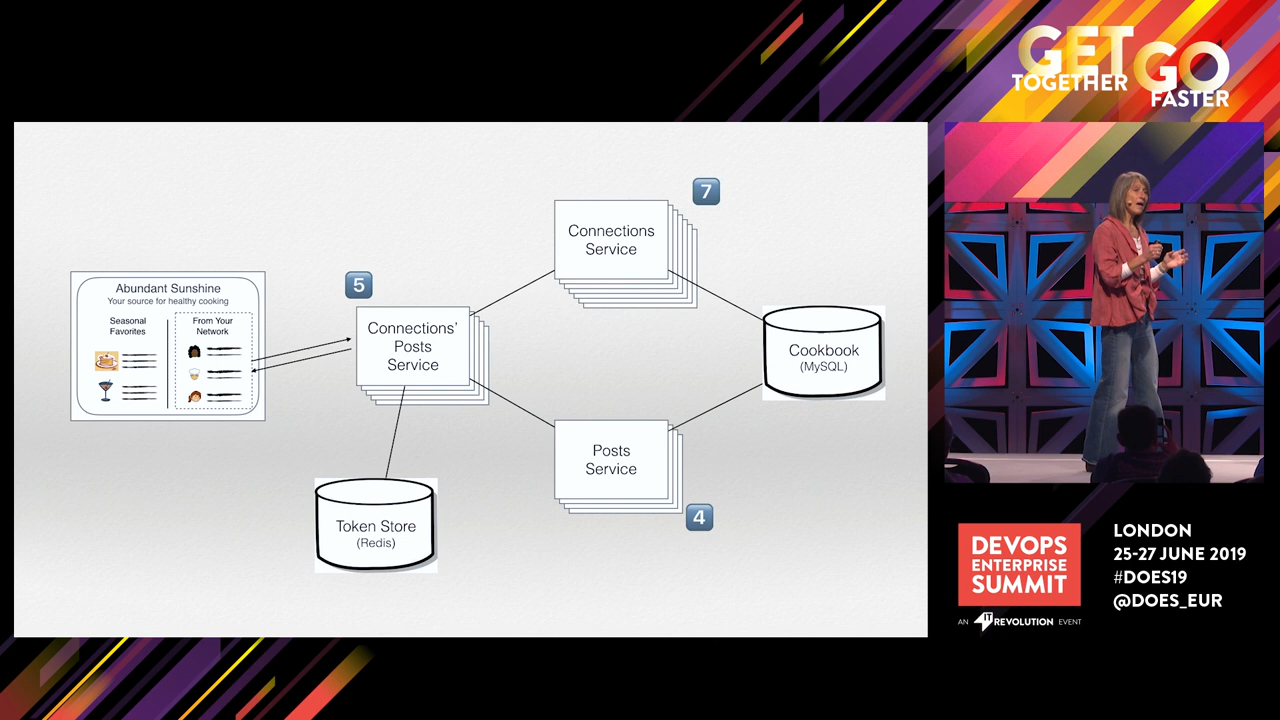 GET
TOGETHER
GO
FASTER
7
Connections
Service
5
Abundant Sunshine
Your source for healthy cooking
Seasonal
Favorites
From Your
Network
Connections'
Posts
Service
Cookbook
(MySQL)
Posts
Service
4
Token Store
(Redis)
DEVOPS
ENTERPRISE
SUMMIT
AN IT REVOLUTION EVENT
LONDON
25-27 JUNE 2019
#DOES19
@DOES_EUR